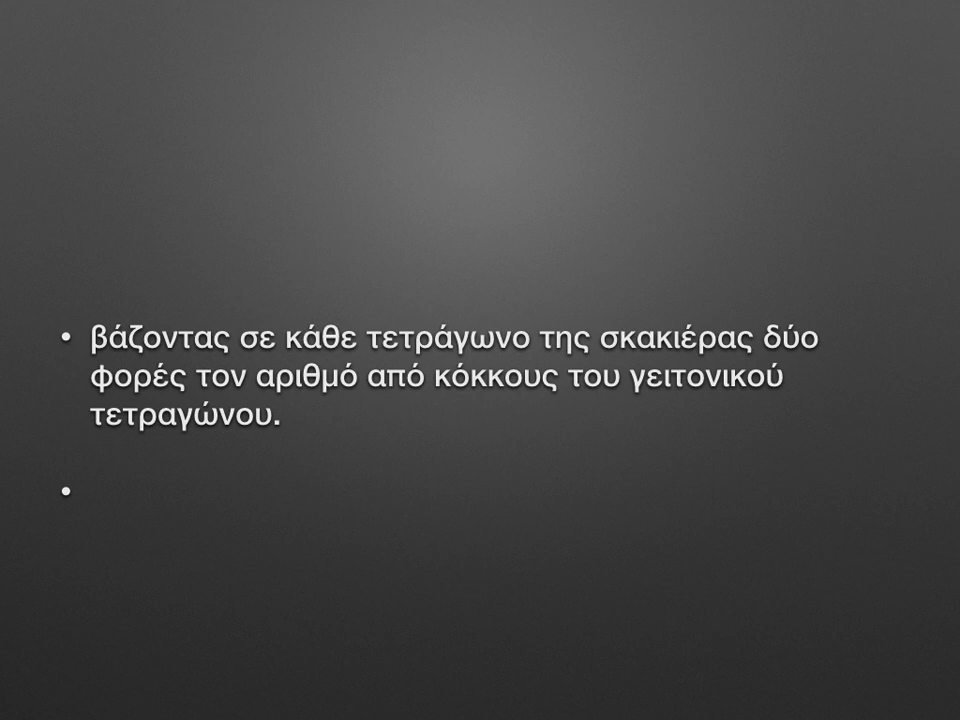 • βάζοντας σε κάθε τετράγωνο της σκακιέρας δύο
φορές τον αριθμό από κόκκους του γειτονικού
τετραγώνου.
•